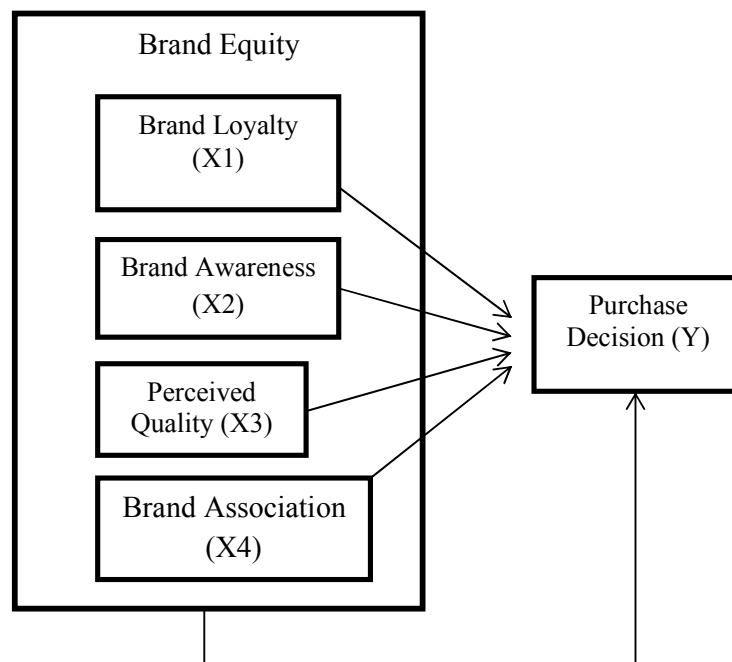 Brand Equity
Brand Loyalty
(X1)
Brand Awareness
(X2)
Perceived
Quality (X3)
Brand Association
(X4)
Purchase
Decision (Y)